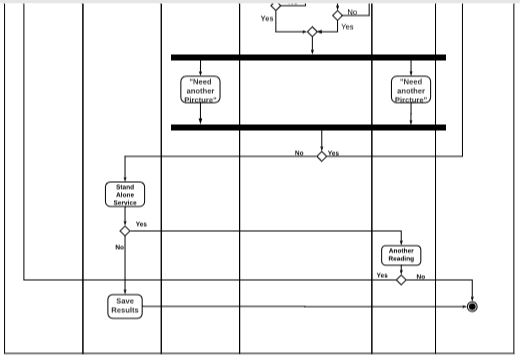 No
Yes
Yes
"Need
another
Pircture"
"Need
another
Pircture"
No Yes
Stand
Alone
Service
Yes
No
Another
Reading
Yes No
Save
Results